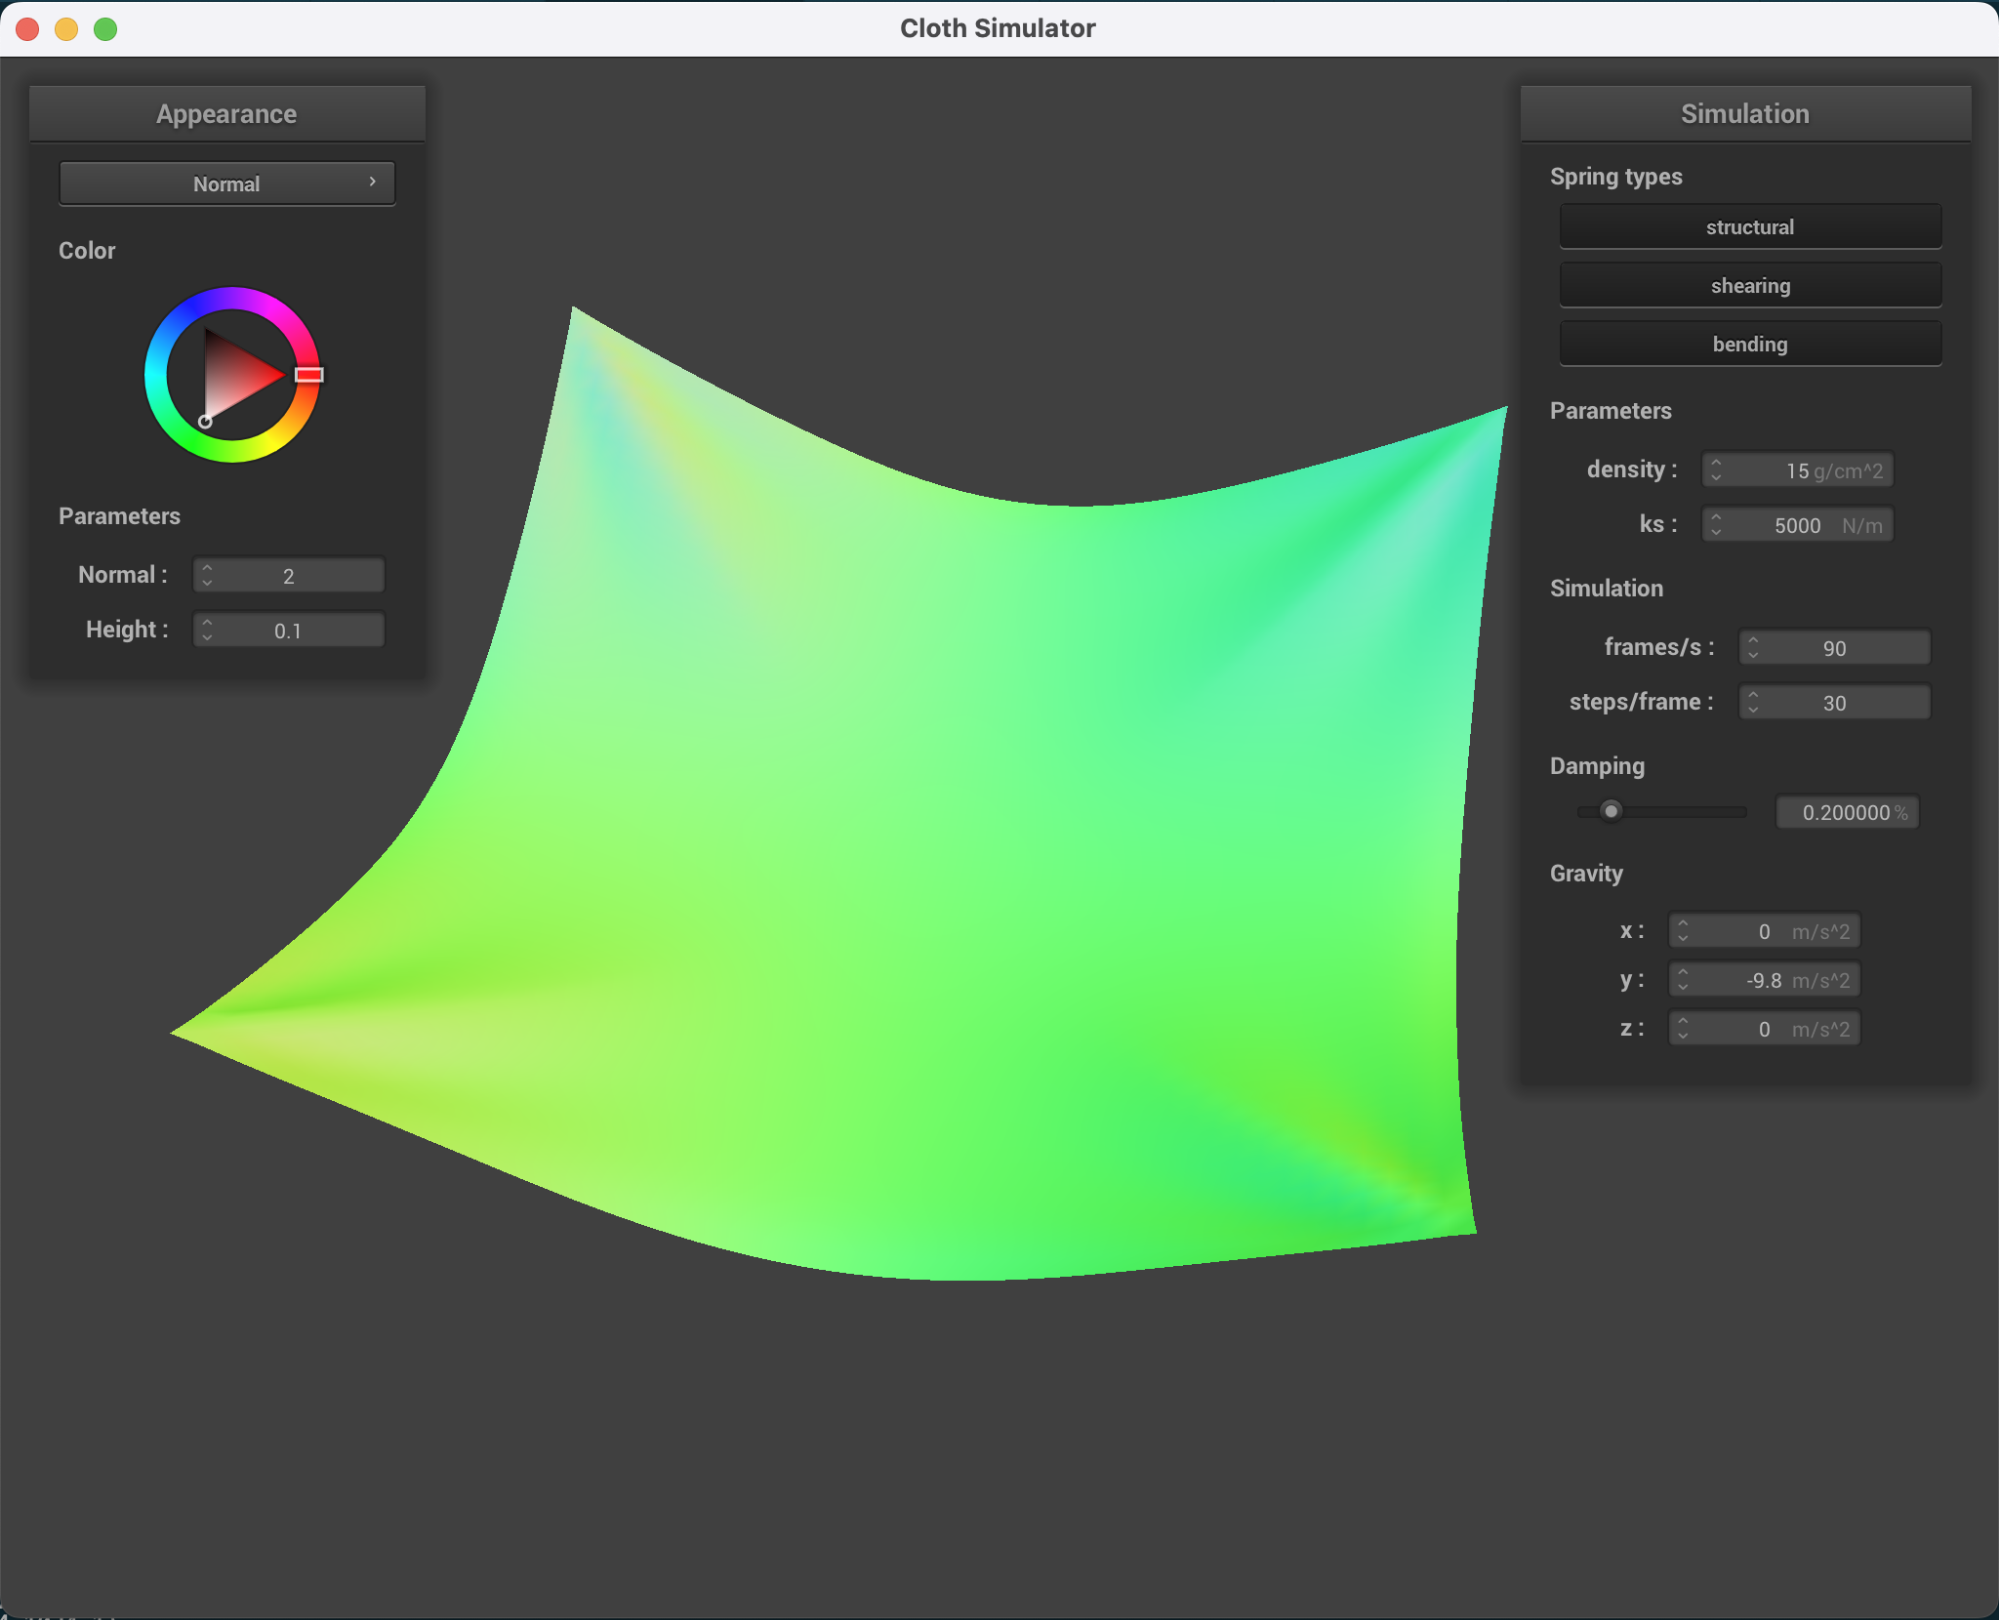 Cloth Simulator
Appearance
Normal
Color
Parameters
Normal : 2
Height : 0.1
Simulation
Spring types
structural
shearing
bending
Parameters
density : 15 g/cm^2
ks : 5000 N/m
Simulation
frames/s : 90
steps/frame : 30
Damping
0.200000 %
Gravity
x : 0 m/s^2
y : -9.8 m/s^2
z : 0 m/s^2